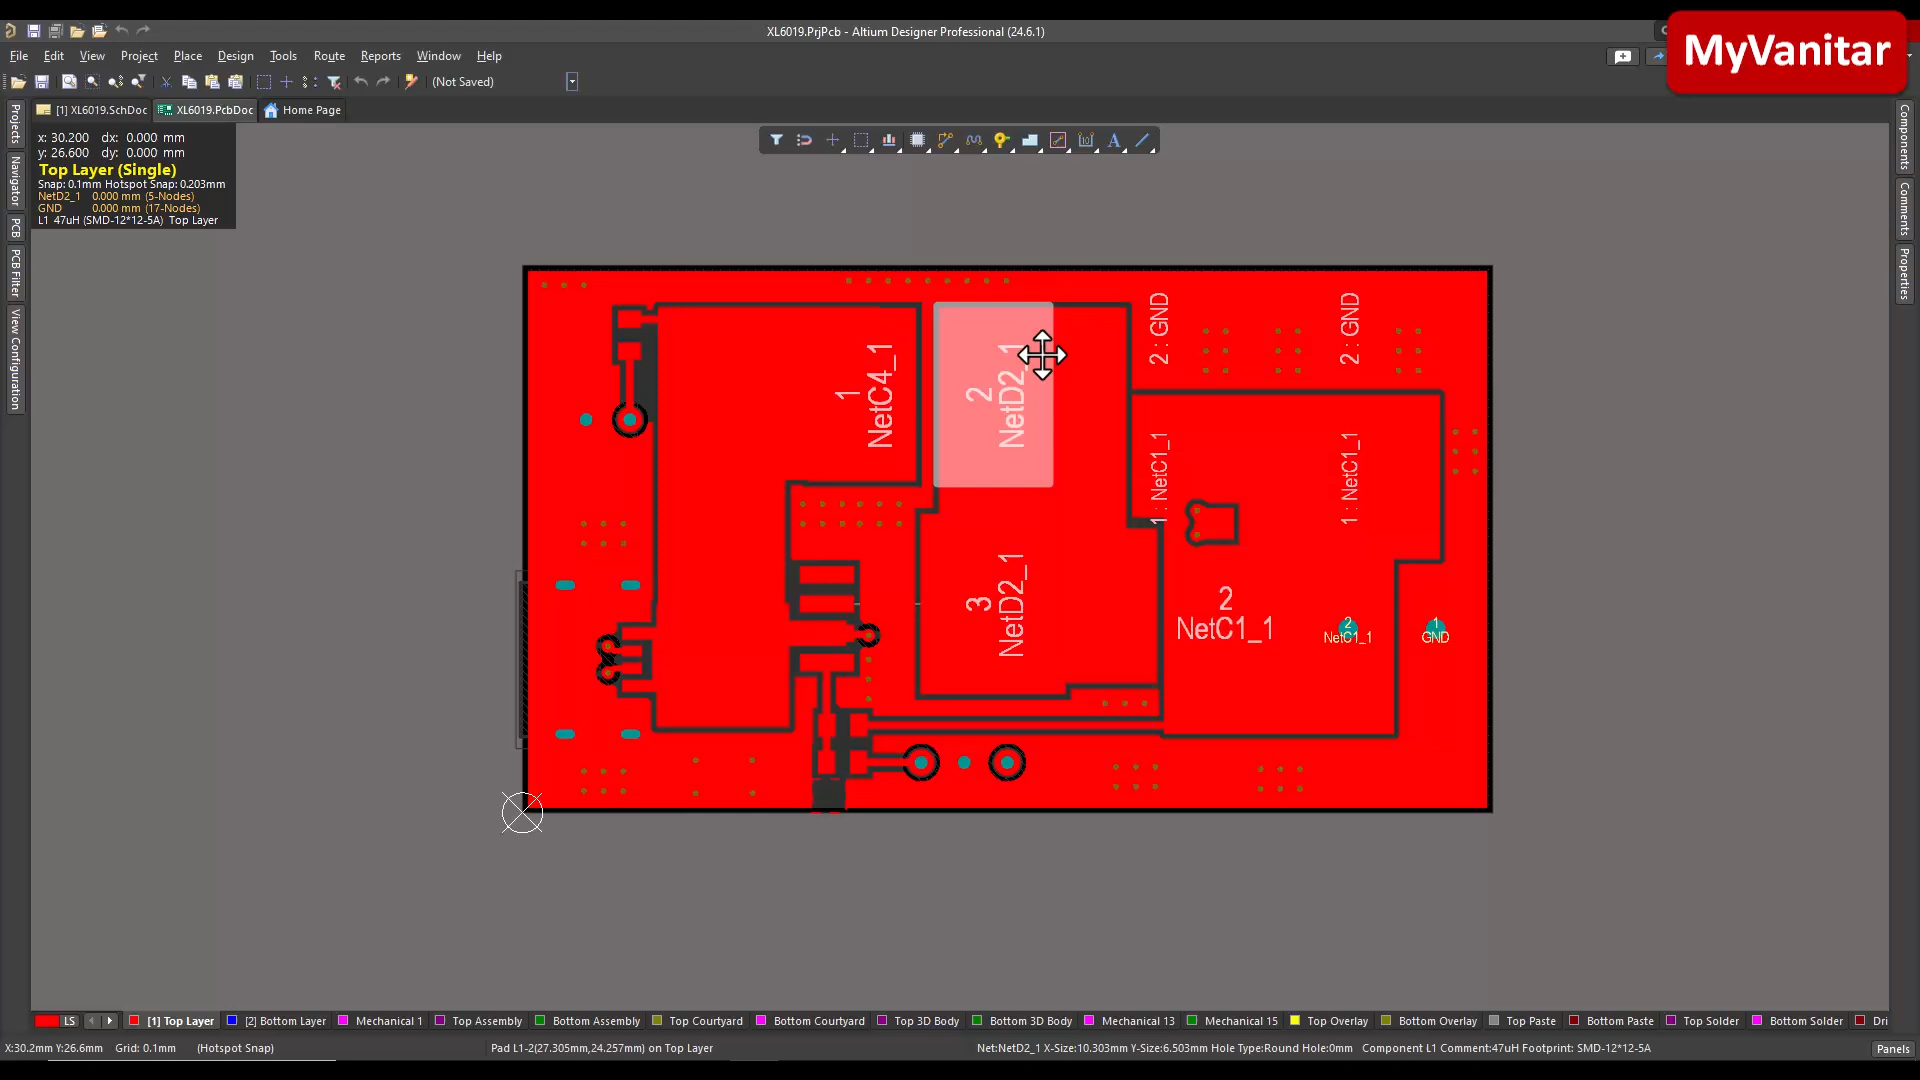 XL6019.PrjPcb - Altium Designer Professional (24.6.1)
MyVanitar
File Edit View Project Place Design Tools Route Reports Window Help
(Not Saved)
[1] XL6019.SchDoc XL6019.PcbDoc Home Page
x: 30.200 dx: 0.000 mm
y: 26.600 dy: 0.000 mm
Top Layer (Single)
Snap: 0.1mm Hotspot Snap: 0.203mm
NetD2_1 0.000 mm (5-Nodes)
GND 0.000 mm (17-Nodes)
L1 47uH (SMD-12*12-5A) Top Layer
Projects
Navigator
PCB
PCB Filter
View Configuration
Components
Comments
Properties
1
NetC4_1
2
NetD2_1
3
NetD2_1
2 : GND
2 : GND
1 : NetC1_1
1 : NetC1_1
2
NetC1_1
2
NetC1_1
1
GND
LS [1] Top Layer [2] Bottom Layer Mechanical 1 Top Assembly Bottom Assembly Top Courtyard Bottom Courtyard Top 3D Body Bottom 3D Body Mechanical 13 Mechanical 15 Top Overlay Bottom Overlay Top Paste Bottom Paste Top Solder Bottom Solder Dri
X:30.2mm Y:26.6mm Grid: 0.1mm (Hotspot Snap) Pad L1-2(27.305mm,24.257mm) on Top Layer Net:NetD2_1 X-Size:10.303mm Y-Size:6.503mm Hole Type:Round Hole:0mm Component L1 Comment:47uH Footprint: SMD-12*12-5A Panels